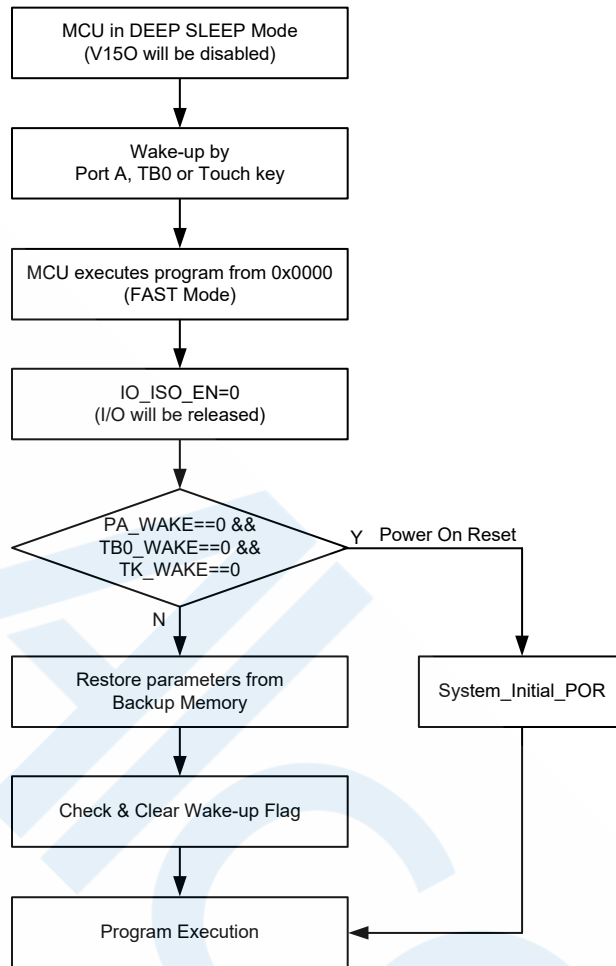 MCU in DEEP SLEEP Mode
(V15O will be disabled)
Wake-up by
Port A, TB0 or Touch key
MCU executes program from 0x0000
(FAST Mode)
IO_ISO_EN=0
(I/O will be released)
PA_WAKE==0 &&
TB0_WAKE==0 &&
TK_WAKE==0
Y Power On Reset
N
Restore parameters from
Backup Memory
System_Initial_POR
Check & Clear Wake-up Flag
Program Execution